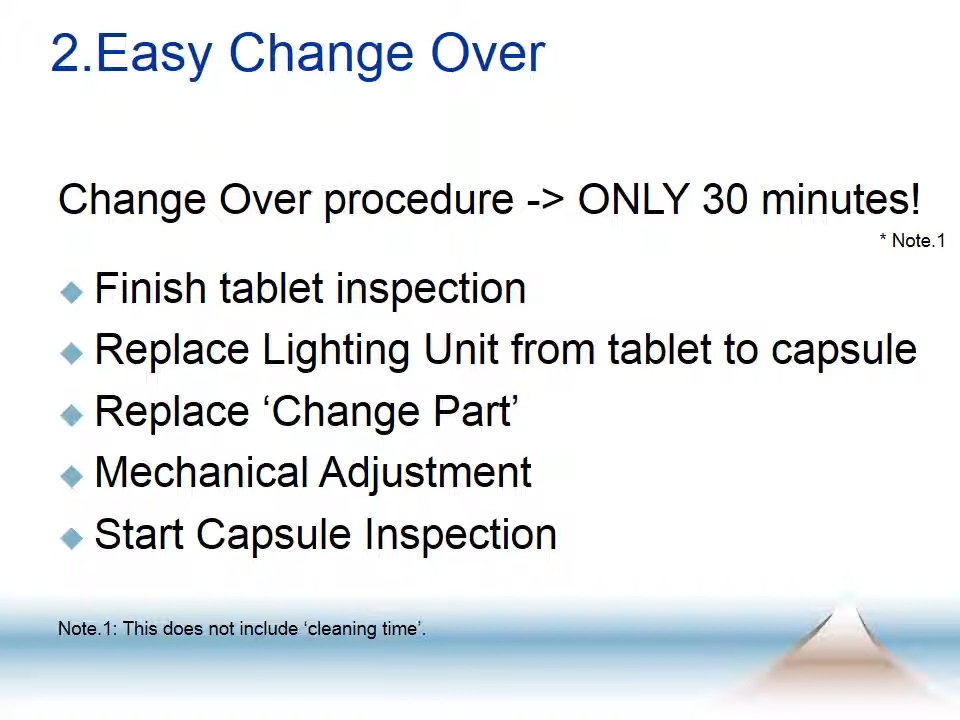 2.Easy Change Over
Change Over procedure -> ONLY 30 minutes!
* Note.1
Finish tablet inspection
Replace Lighting Unit from tablet to capsule
Replace ‘Change Part’
Mechanical Adjustment
Start Capsule Inspection
Note.1: This does not include ‘cleaning time’.